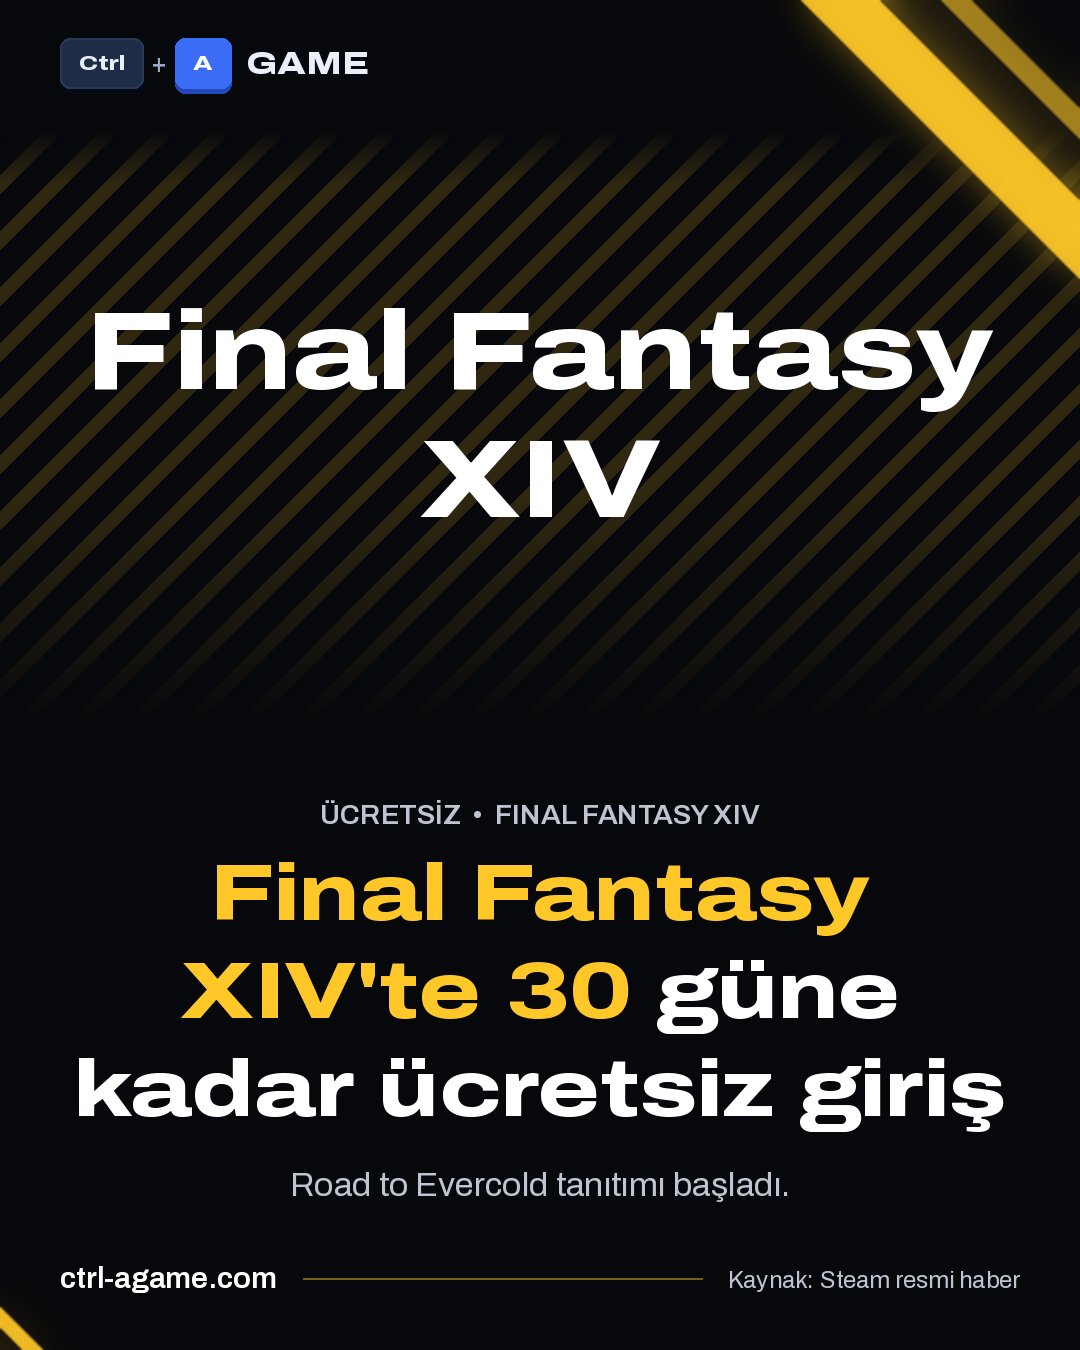 Ctrl + A GAME
Final Fantasy
XIV
ÜCRETSİZ • FINAL FANTASY XIV
Final Fantasy
XIV'te 30 güne
kadar ücretsiz giriş
Road to Evercold tanıtımı başladı.
ctrl-agame.com
Kaynak: Steam resmi haber